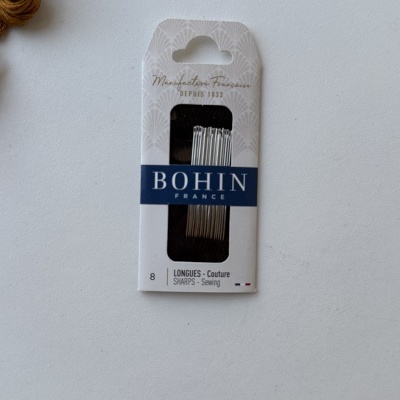 Manufacture Française
DEPUIS 1833
BOHIN
FRANCE
8
LONGUES - Couture
SHARPS - Sewing